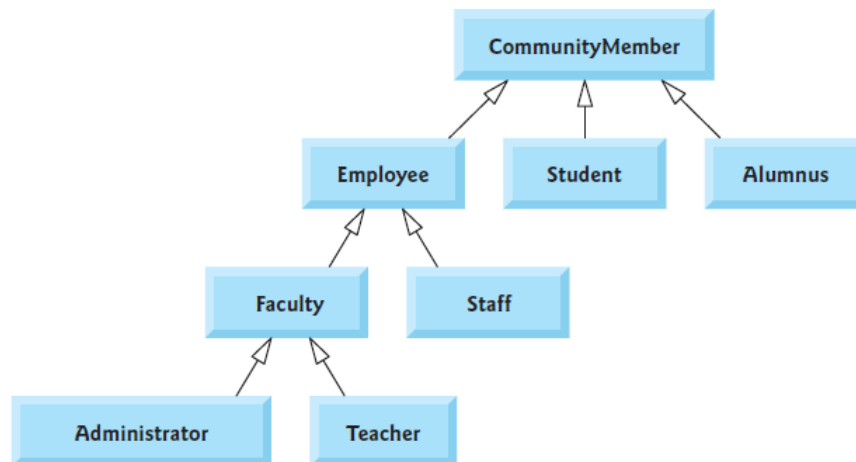 CommunityMember
Employee
Student
Alumnus
Faculty
Staff
Administrator
Teacher